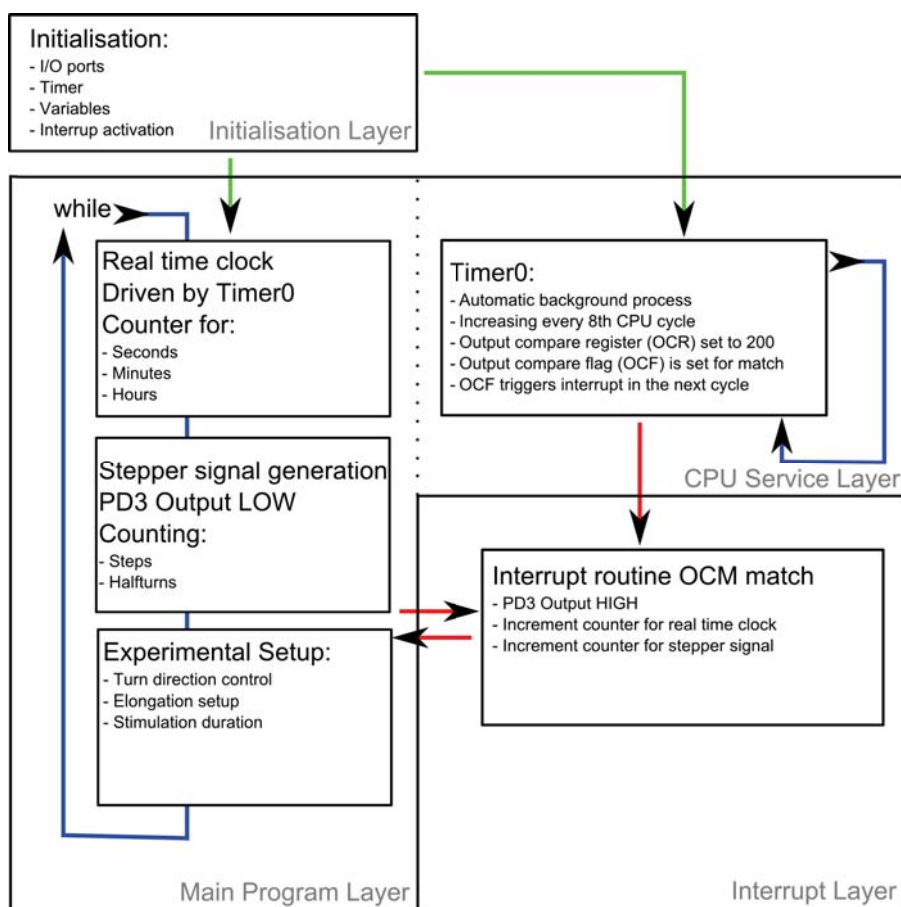 Initialisation:
- I/O ports
- Timer
- Variables
- Interrup activation
Initialisation Layer
while
Real time clock
Driven by Timer0
Counter for:
- Seconds
- Minutes
- Hours
Stepper signal generation
PD3 Output LOW
Counting:
- Steps
- Halfturns
Experimental Setup:
- Turn direction control
- Elongation setup
- Stimulation duration
Main Program Layer
Timer0:
- Automatic background process
- Increasing every 8th CPU cycle
- Output compare register (OCR) set to 200
- Output compare flag (OCF) is set for match
- OCF triggers interrupt in the next cycle
CPU Service Layer
Interrupt routine OCM match
- PD3 Output HIGH
- Increment counter for real time clock
- Increment counter for stepper signal
Interrupt Layer